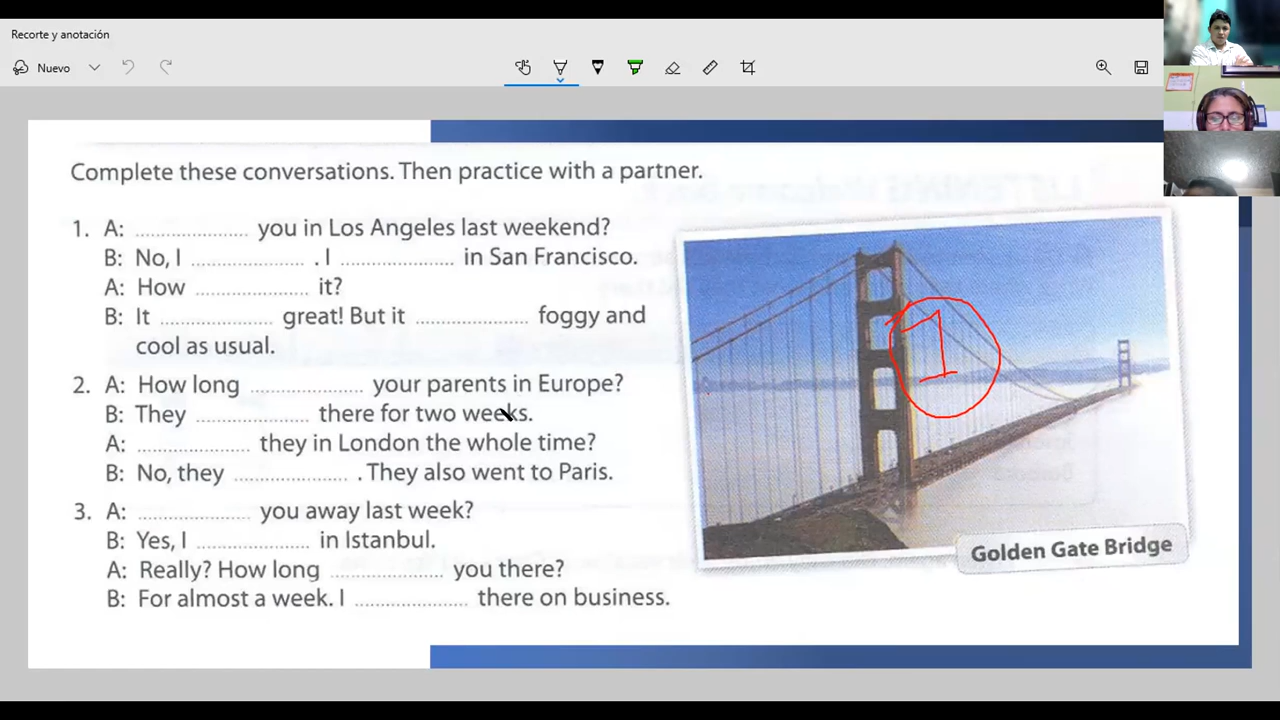 Recorte y anotación
Nuevo
Complete these conversations. Then practice with a partner.
1. A: .................... you in Los Angeles last weekend?
B: No, I .................... . I .................... in San Francisco.
A: How .................... it?
B: It .................... great! But it .................... foggy and
cool as usual.
2. A: How long .................... your parents in Europe?
B: They .................... there for two weeks.
A: .................... they in London the whole time?
B: No, they .................... . They also went to Paris.
3. A: .................... you away last week?
B: Yes, I .................... in Istanbul.
A: Really? How long .................... you there?
B: For almost a week. I .................... there on business.
1
Golden Gate Bridge